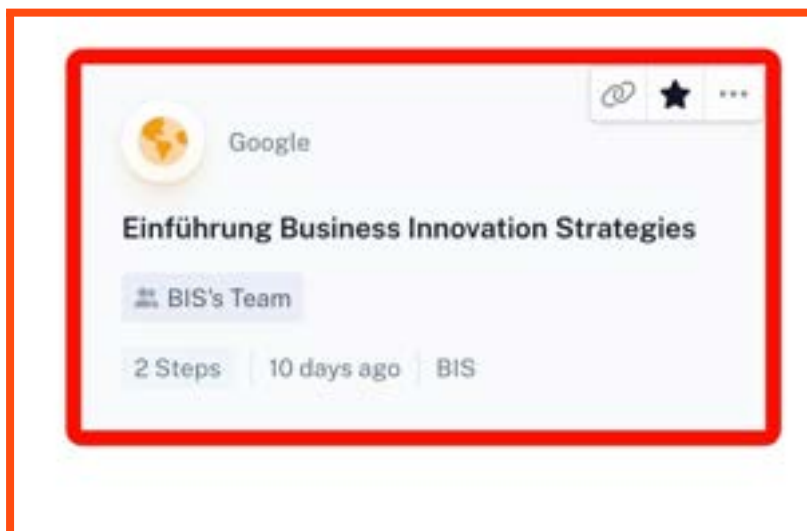 Google
Einführung Business Innovation Strategies
BIS's Team
2 Steps 10 days ago BIS